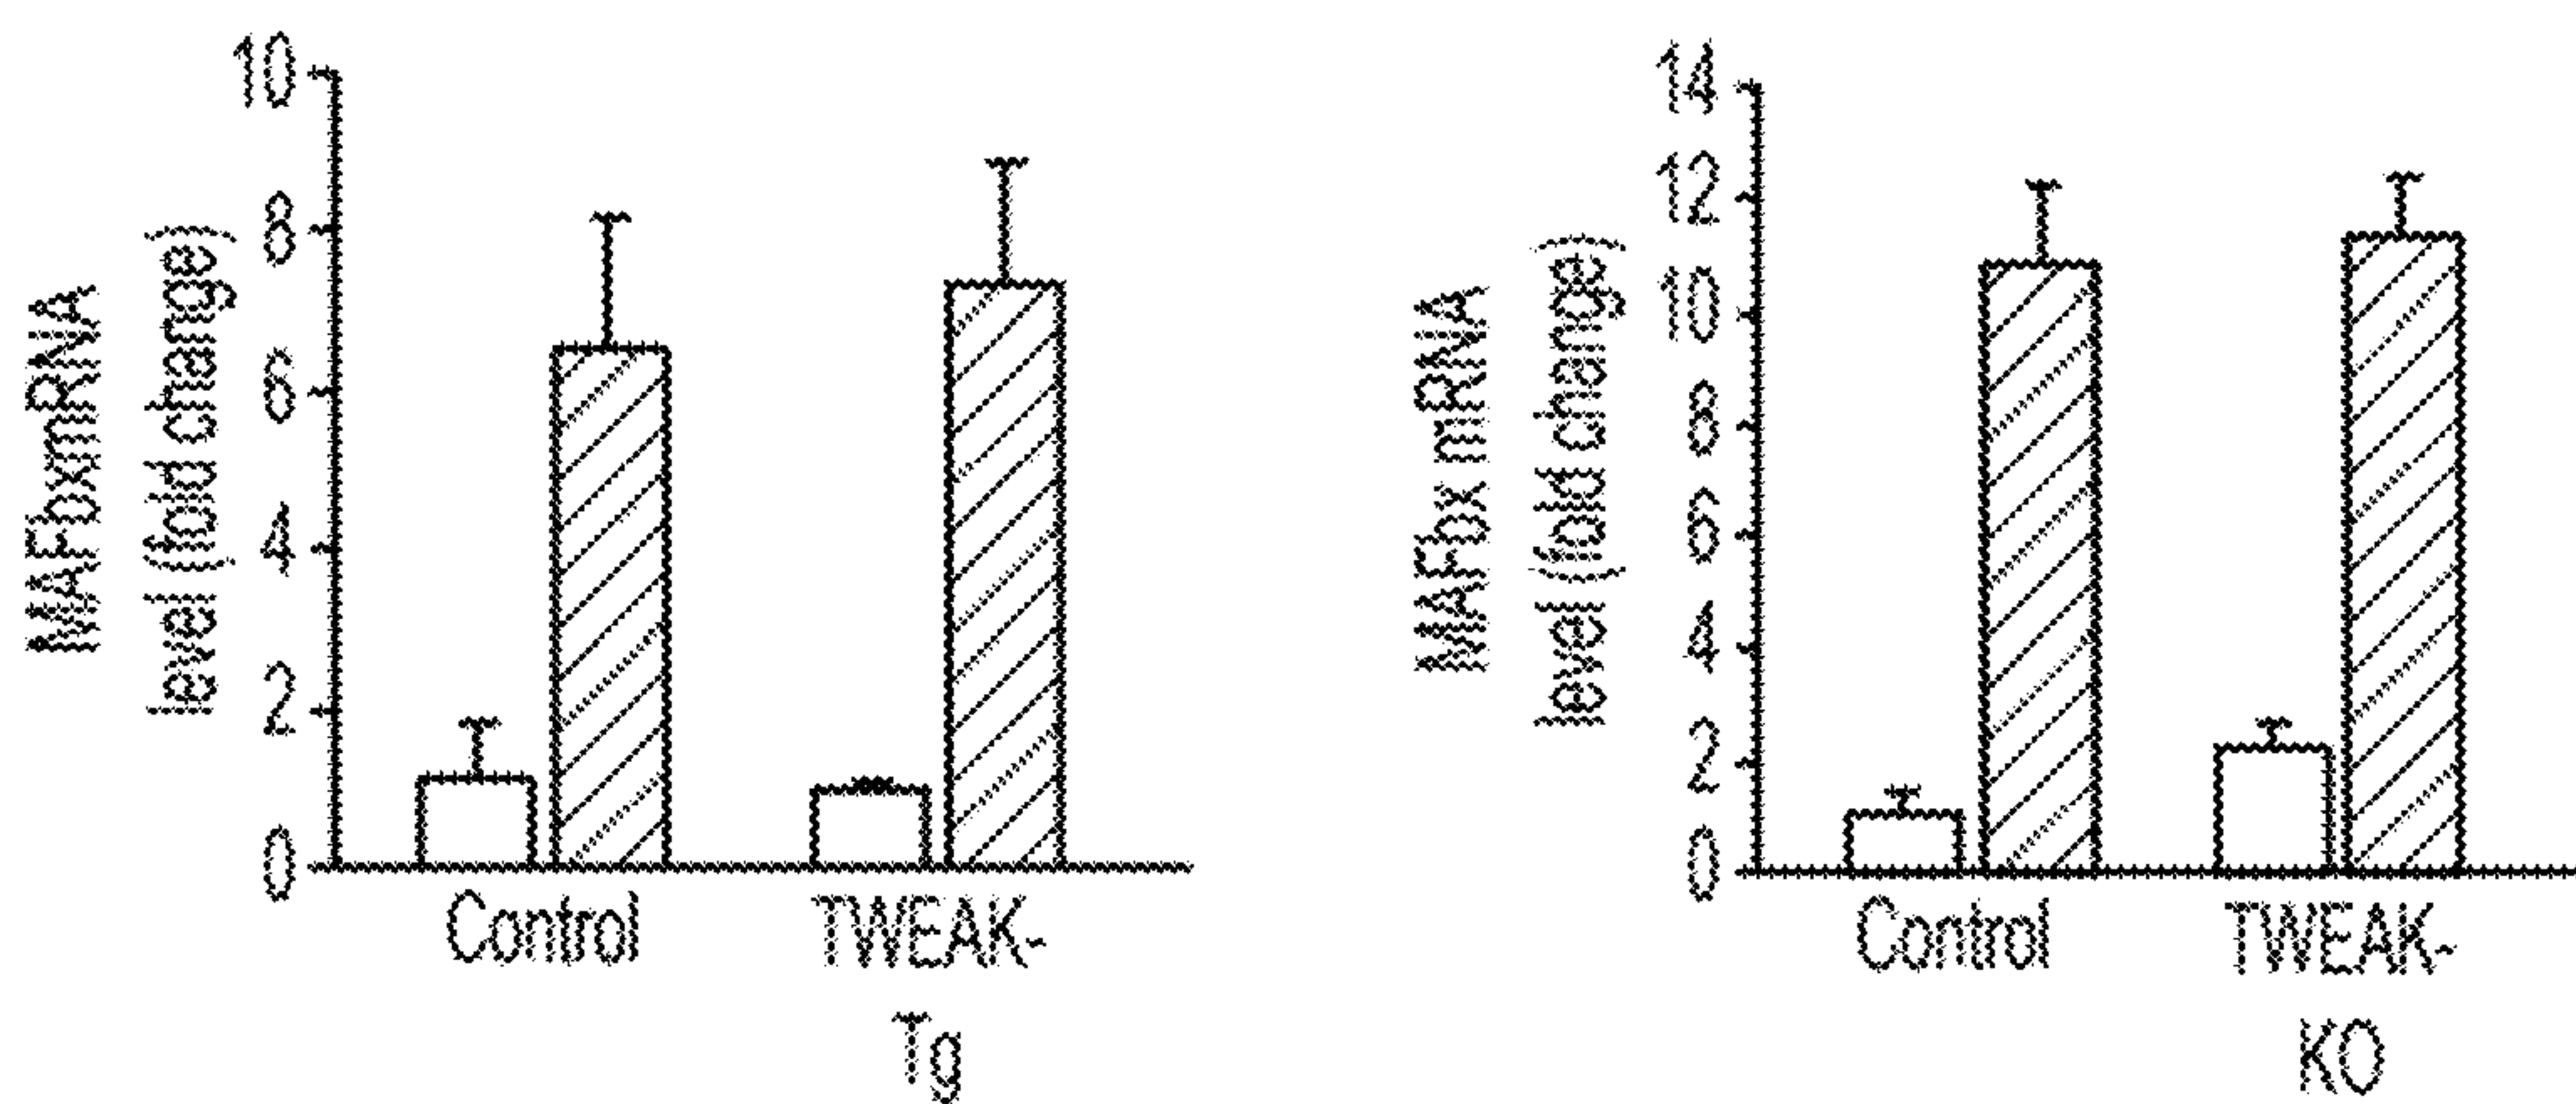 MAFbxmRNA
level (fold change)
10
8
6
4
2
0
Control
TWEAK-
Tg
MAFbx mRNA
level (fold change)
14
12
10
8
6
4
2
0
Control
TWEAK-
KO